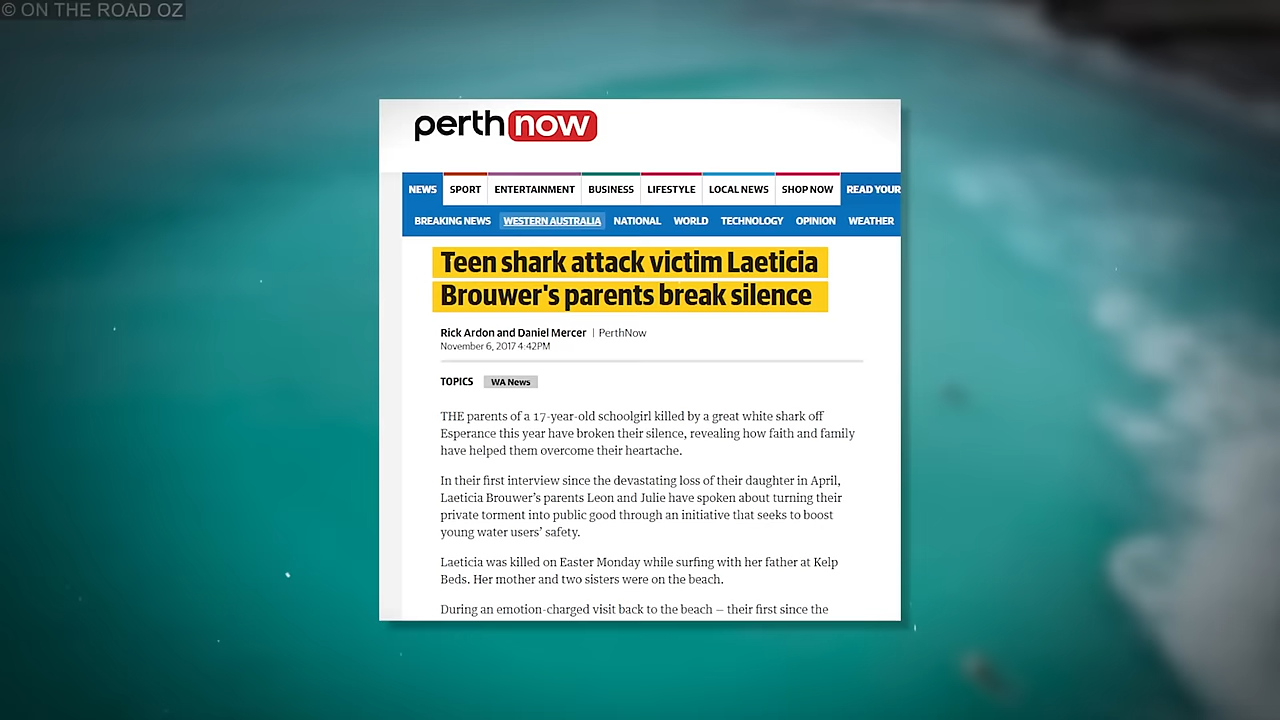 © ON THE ROAD OZ
perthnow
NEWS SPORT ENTERTAINMENT BUSINESS LIFESTYLE LOCAL NEWS SHOP NOW READ YOUR
BREAKING NEWS WESTERN AUSTRALIA NATIONAL WORLD TECHNOLOGY OPINION WEATHER
Teen shark attack victim Laeticia
Brouwer's parents break silence
Rick Ardon and Daniel Mercer | PerthNow
November 6, 2017 4:42PM
TOPICS WA News
THE parents of a 17-year-old schoolgirl killed by a great white shark off
Esperance this year have broken their silence, revealing how faith and family
have helped them overcome their heartache.
In their first interview since the devastating loss of their daughter in April,
Laeticia Brouwer's parents Leon and Julie have spoken about turning their
private torment into public good through an initiative that seeks to boost
young water users' safety.
Laeticia was killed on Easter Monday while surfing with her father at Kelp
Beds. Her mother and two sisters were on the beach.
During an emotion-charged visit back to the beach – their first since the